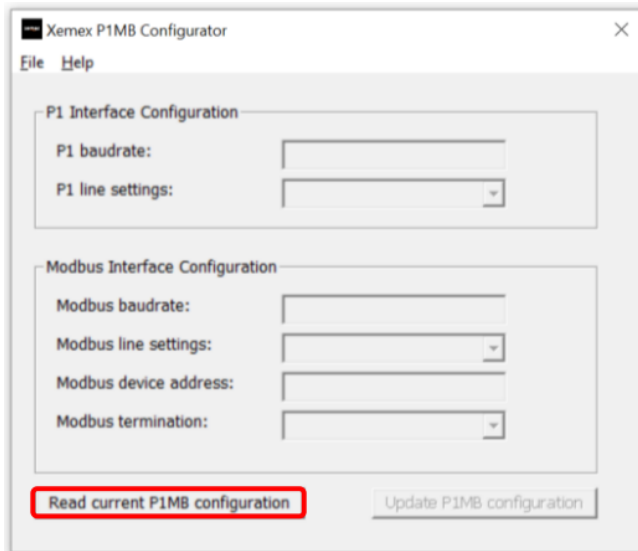 Xemex P1MB Configurator
File Help
P1 Interface Configuration
P1 baudrate:
P1 line settings:
Modbus Interface Configuration
Modbus baudrate:
Modbus line settings:
Modbus device address:
Modbus termination:
Read current P1MB configuration
Update P1MB configuration